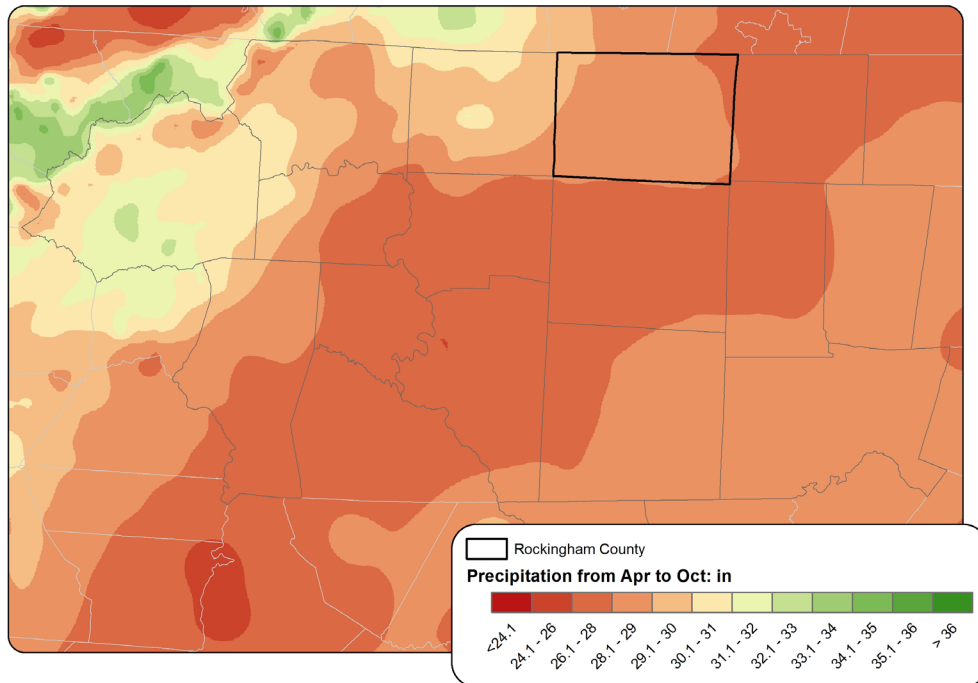 Rockingham County
Precipitation from Apr to Oct: in
<24.1
24.1 - 26
26.1 - 28
28.1 - 29
29.1 - 30
30.1 - 31
31.1 - 32
32.1 - 33
33.1 - 34
34.1 - 35
35.1 - 36
> 36